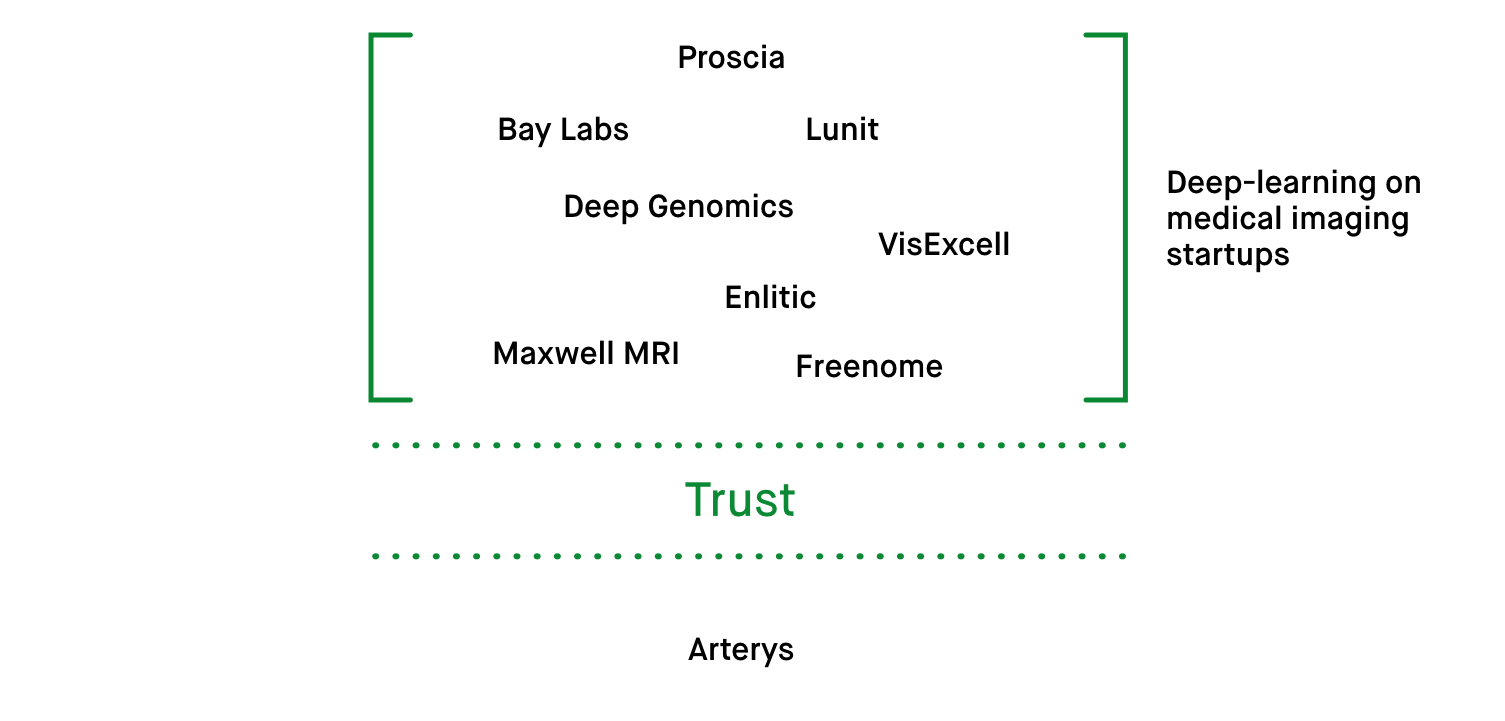 Proscia
Bay Labs
Lunit
Deep Genomics
VisExcell
Enlitic
Maxwell MRI
Freenome
Deep-learning on
medical imaging
startups
Trust
Arterys